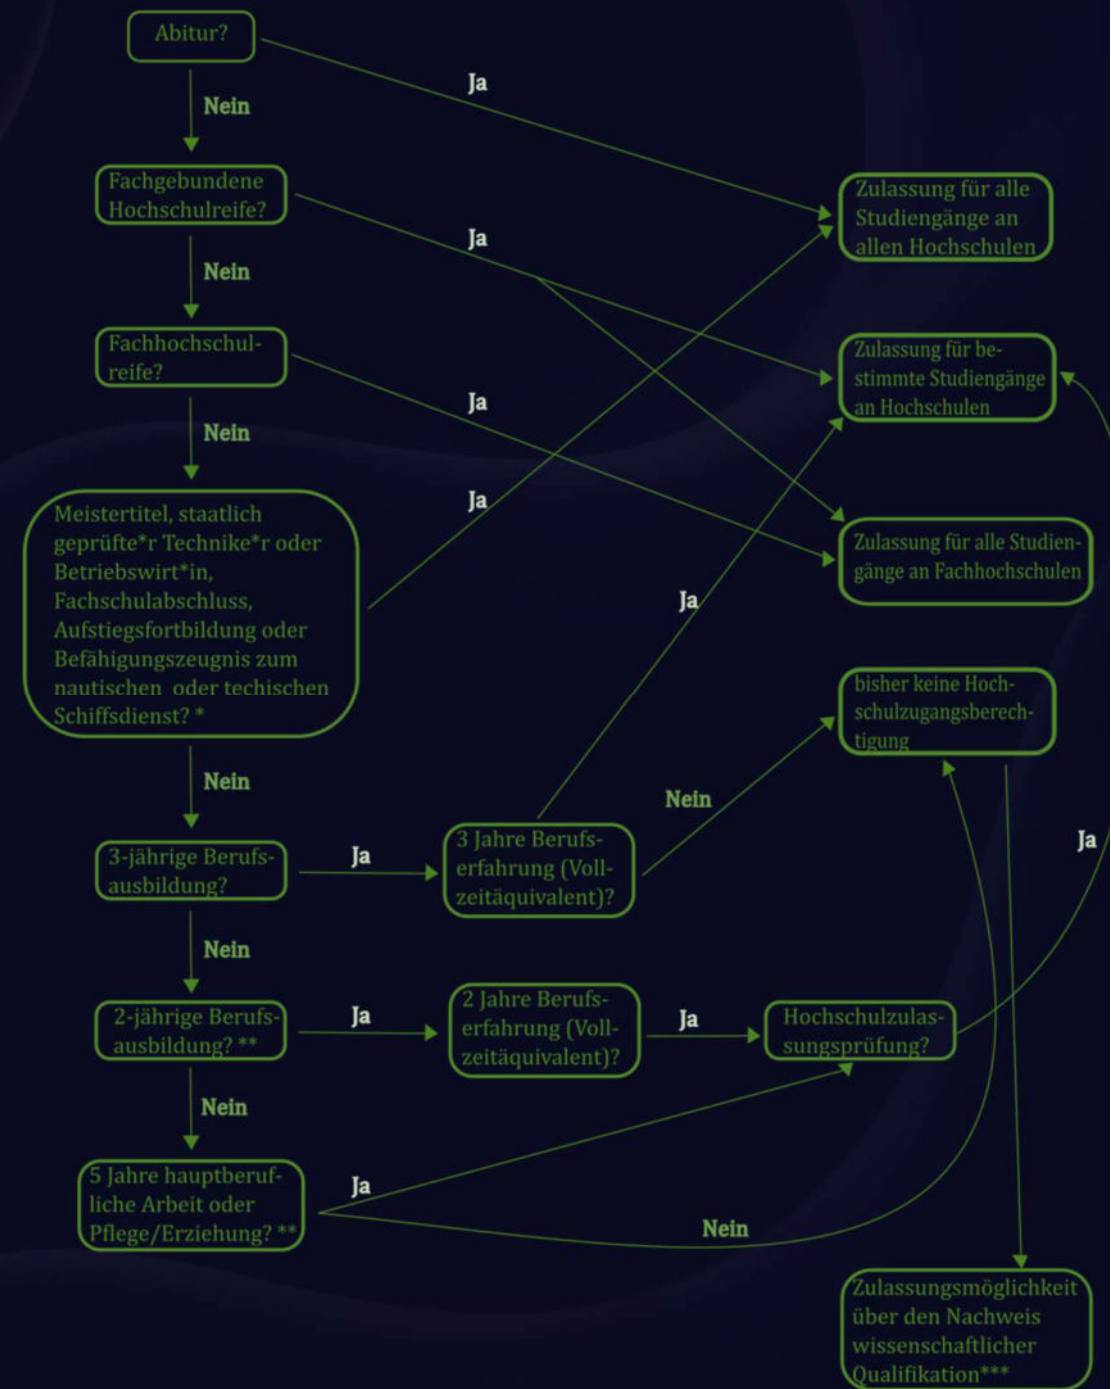 Abitur?
Ja
Nein
Fachgebundene
Hochschulreife?
Zulassung für alle
Studiengänge an
allen Hochschulen
Ja
Nein
Fachhochschul-
reife?
Zulassung für be-
stimmte Studiengänge
an Hochschulen
Ja
Nein
Meistertitel, staatlich
geprüfte*r Technike*r oder
Betriebswirt*in,
Fachschulabschluss,
Aufstiegsfortbildung oder
Befähigungszeugnis zum
nautischen oder techischen
Schiffsdienst? *
Ja
Zulassung für alle Studien-
gänge an Fachhochschulen
Ja
bisher keine Hoch-
schulzugangsberech-
tigung
Nein
Nein
3-jährige Berufs-
ausbildung?
Ja
3 Jahre Berufs-
erfahrung (Voll-
zeitäquivalent)?
Ja
Nein
2-jährige Berufs-
ausbildung? **
Ja
2 Jahre Berufs-
erfahrung (Voll-
zeitäquivalent)?
Ja
Hochschulzulas-
sungsprüfung?
Nein
5 Jahre hauptberuf-
liche Arbeit oder
Pflege/Erziehung? **
Ja
Nein
Zulassungsmöglichkeit
über den Nachweis
wissenschaftlicher
Qualifikation***